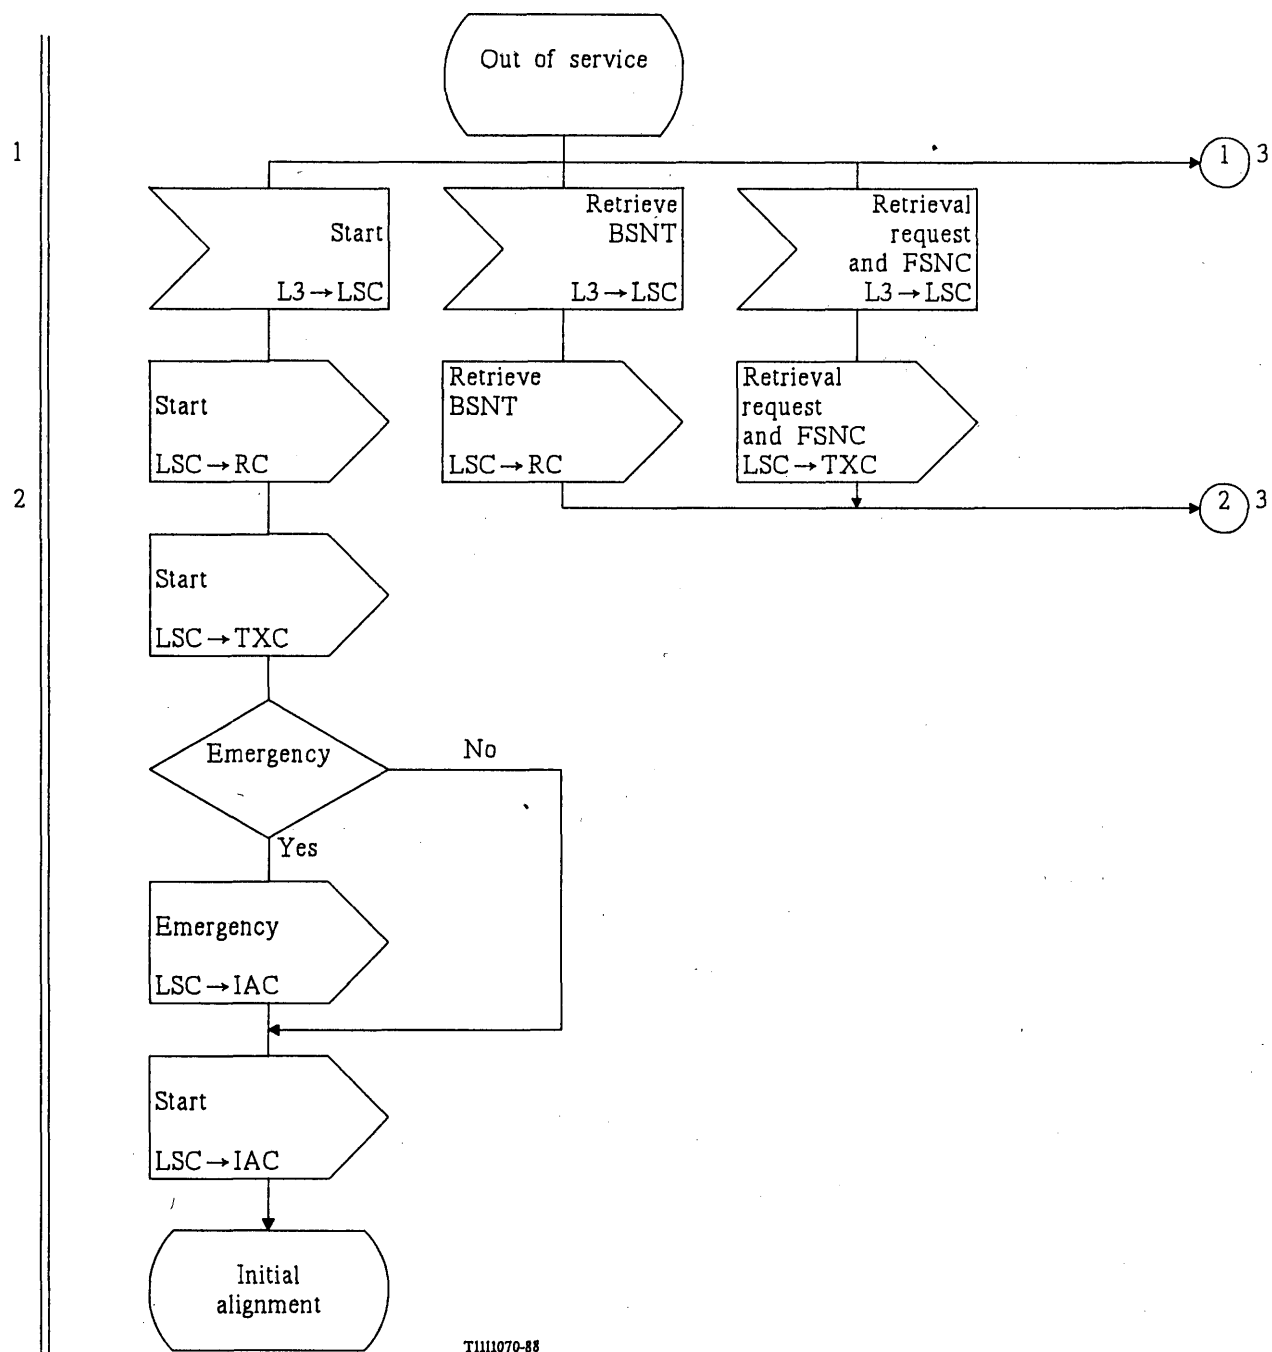 Out of service
1
1 3
Start
L3→LSC
Retrieve
BSNT
L3→LSC
Retrieval
request
and FSNC
L3→LSC
Start
LSC→RC
Retrieve
BSNT
LSC→RC
Retrieval
request
and FSNC
LSC→TXC
2
2 3
Start
LSC→TXC
Emergency
No
Yes
Emergency
LSC→IAC
Start
LSC→IAC
Initial
alignment
T1111070-88